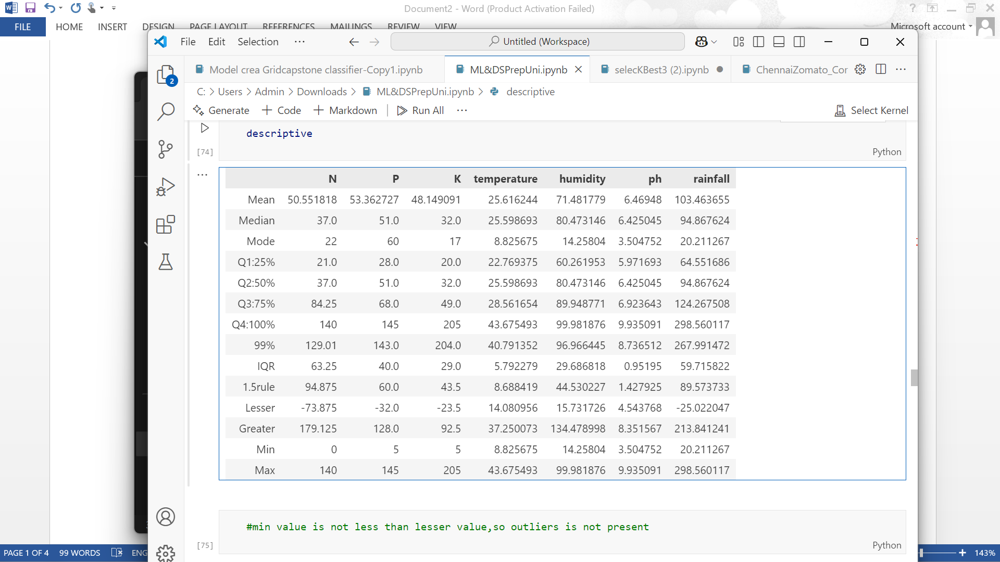 Document2 - Word (Product Activation Failed)
FILE HOME INSERT DESIGN PAGE LAYOUT REFERENCES MAILINGS REVIEW VIEW Microsoft account
File Edit Selection ··· Untitled (Workspace)
Model crea Gridcapstone classifier-Copy1.ipynb ML&DSPrepUni.ipynb selecKBest3 (2).ipynb ChennaiZomato_Cor
C: > Users > Admin > Downloads > ML&DSPrepUni.ipynb > descriptive
Generate + Code + Markdown Run All ··· Select Kernel
descriptive
[74] Python
N P K temperature humidity ph rainfall
Mean 50.551818 53.362727 48.149091 25.616244 71.481779 6.46948 103.463655
Median 37.0 51.0 32.0 25.598693 80.473146 6.425045 94.867624
Mode 22 60 17 8.825675 14.25804 3.504752 20.211267
Q1:25% 21.0 28.0 20.0 22.769375 60.261953 5.971693 64.551686
Q2:50% 37.0 51.0 32.0 25.598693 80.473146 6.425045 94.867624
Q3:75% 84.25 68.0 49.0 28.561654 89.948771 6.923643 124.267508
Q4:100% 140 145 205 43.675493 99.981876 9.935091 298.560117
99% 129.01 143.0 204.0 40.791352 96.966445 8.736512 267.991472
IQR 63.25 40.0 29.0 5.792279 29.686818 0.95195 59.715822
1.5rule 94.875 60.0 43.5 8.688419 44.530227 1.427925 89.573733
Lesser -73.875 -32.0 -23.5 14.080956 15.731726 4.543768 -25.022047
Greater 179.125 128.0 92.5 37.250073 134.478998 8.351567 213.841241
Min 0 5 5 8.825675 14.25804 3.504752 20.211267
Max 140 145 205 43.675493 99.981876 9.935091 298.560117
#min value is not less than lesser value,so outliers is not present
[75] Python
2
PAGE 1 OF 4 99 WORDS ENG 143%